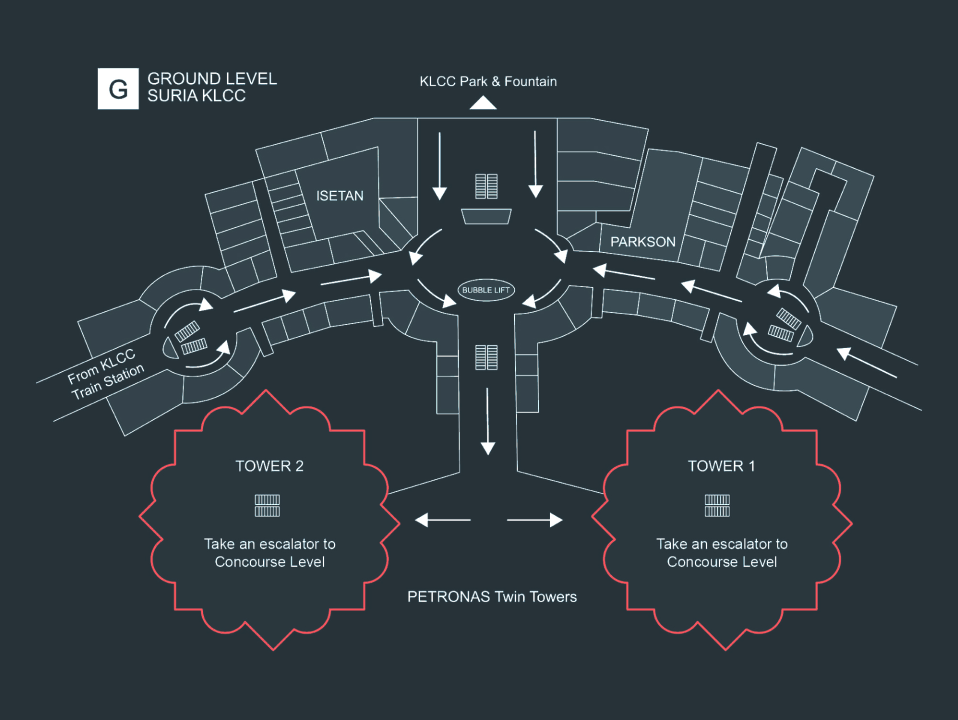 G
GROUND LEVEL
SURIA KLCC
KLCC Park & Fountain
ISETAN
PARKSON
BUBBLE LIFT
From KLCC
Train Station
TOWER 2
Take an escalator to
Concourse Level
TOWER 1
Take an escalator to
Concourse Level
PETRONAS Twin Towers